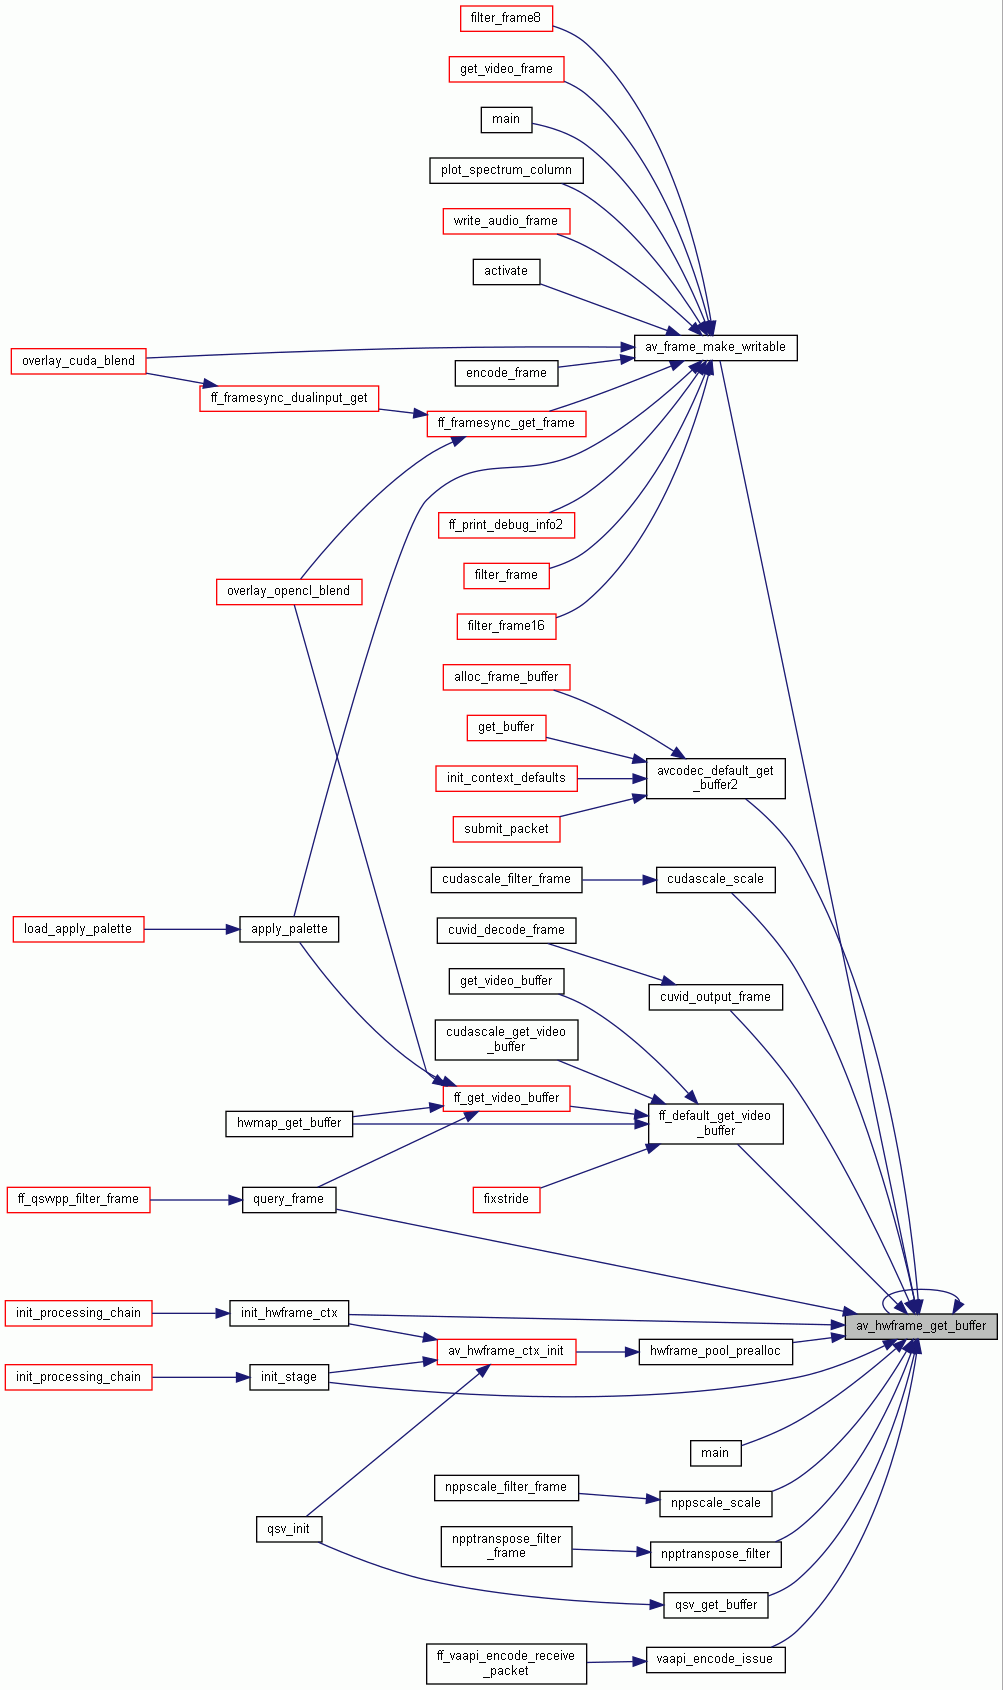 filter_frame8
get_video_frame
main
plot_spectrum_column
write_audio_frame
activate
av_frame_make_writable
overlay_cuda_blend
encode_frame
ff_framesync_dualinput_get
ff_framesync_get_frame
ff_print_debug_info2
filter_frame
overlay_opencl_blend
filter_frame16
alloc_frame_buffer
get_buffer
avcodec_default_get
_buffer2
init_context_defaults
submit_packet
cudascale_filter_frame
cudascale_scale
load_apply_palette
apply_palette
cuvid_decode_frame
get_video_buffer
cuvid_output_frame
cudascale_get_video
_buffer
ff_get_video_buffer
ff_default_get_video
_buffer
hwmap_get_buffer
ff_qsvvpp_filter_frame
query_frame
fixstride
init_processing_chain
init_hwframe_ctx
av_hwframe_get_buffer
av_hwframe_ctx_init
hwframe_pool_prealloc
init_processing_chain
init_stage
main
nppscale_filter_frame
nppscale_scale
qsv_init
npptranspose_filter
_frame
npptranspose_filter
qsv_get_buffer
ff_vaapi_encode_receive
_packet
vaapi_encode_issue